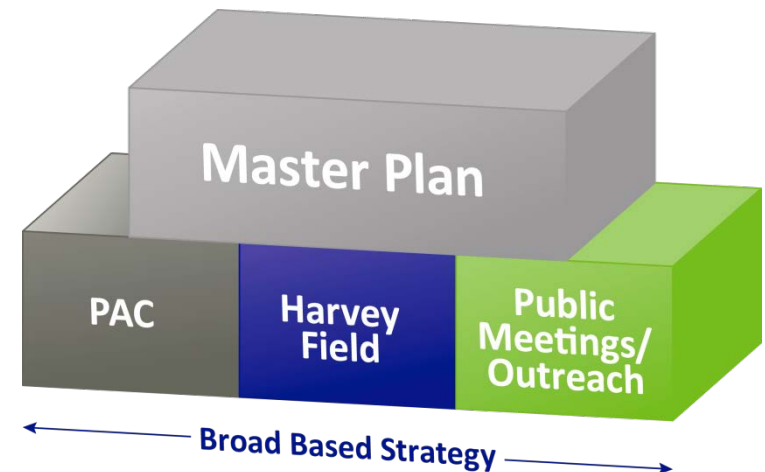 Master Plan
PAC
Harvey
Field
Public
Meetings/
Outreach
Broad Based Strategy